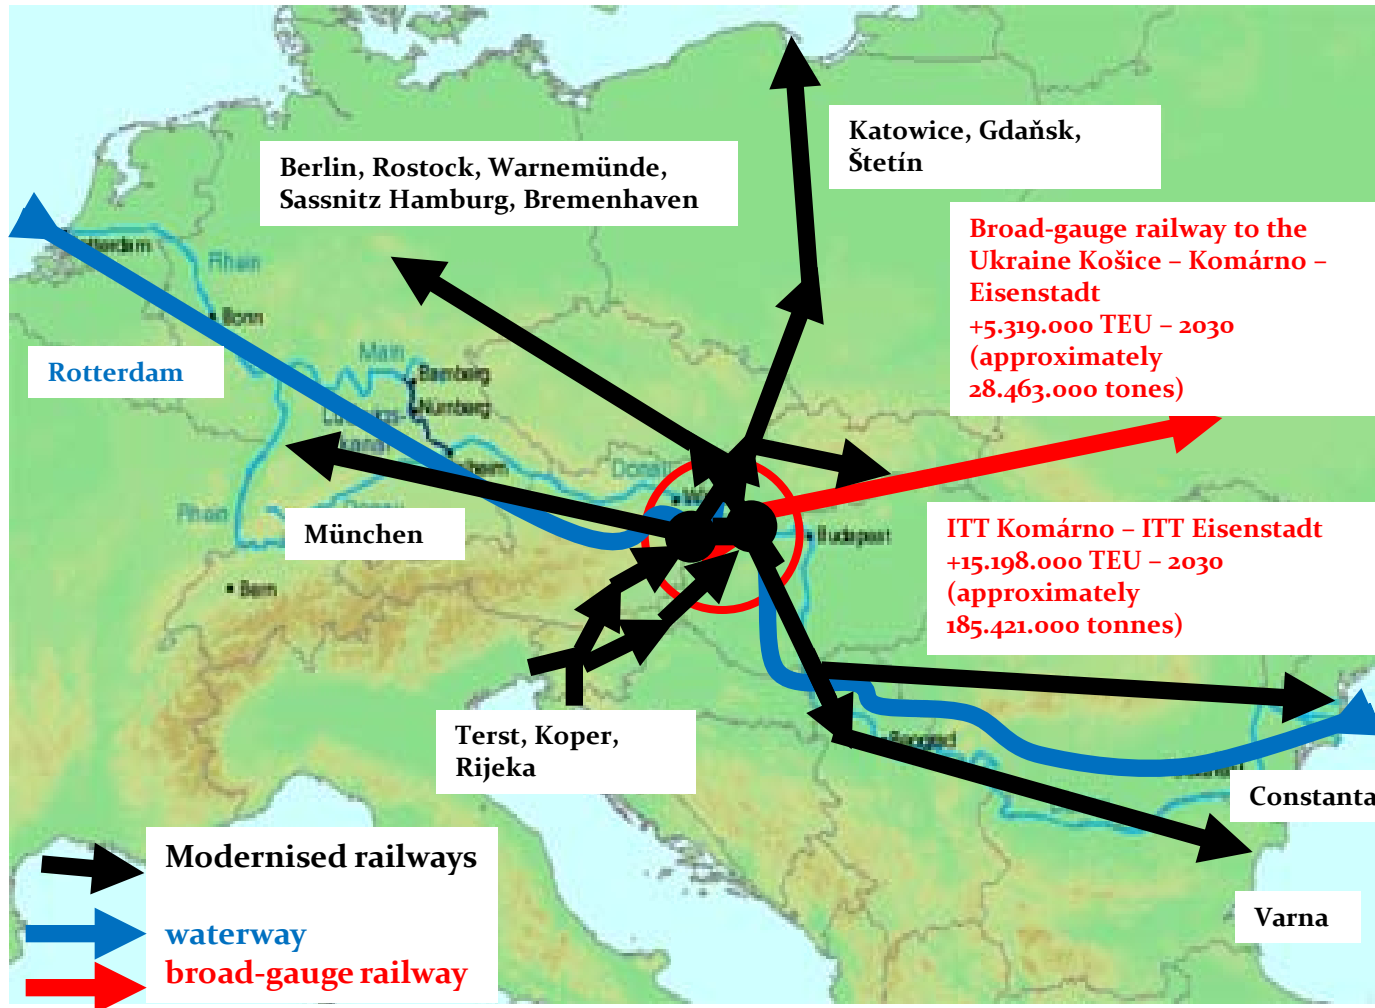 Katowice, Gdaňsk,
Štetín
Berlin, Rostock, Warnemünde,
Sassnitz Hamburg, Bremenhaven
Broad-gauge railway to the
Ukraine Košice – Komárno –
Eisenstadt
+5.319.000 TEU – 2030
(approximately
28.463.000 tones)
Rhain
Bonn
Rotterdam
Main
Bamberg
Nürnberg
Donau
München
Rhain
Budapest
Bern
ITT Komárno – ITT Eisenstadt
+15.198.000 TEU – 2030
(approximately
185.421.000 tonnes)
Terst, Koper,
Rijeka
Constanta
Modernised railways
Varna
waterway
broad-gauge railway